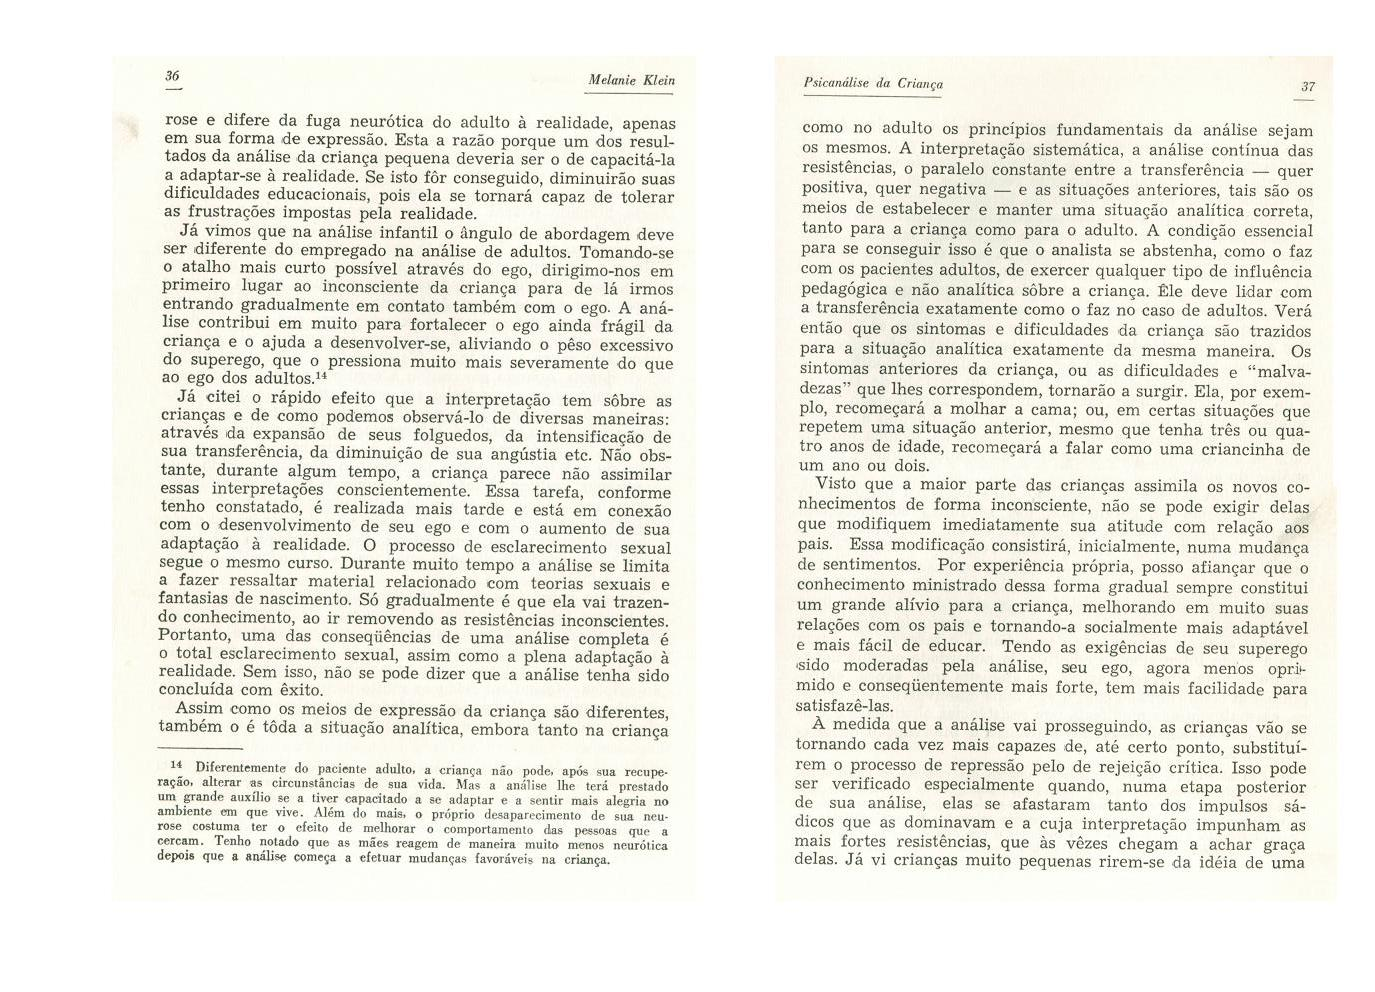 36
Melanie Klein
rose e difere da fuga neurótica do adulto à realidade, apenas
em sua forma de expressão. Esta a razão porque um dos resul-
tados da análise da criança pequena deveria ser o de capacitá-la
a adaptar-se à realidade. Se isto fôr conseguido, diminuirão suas
dificuldades educacionais, pois ela se tornará capaz de tolerar
as frustrações impostas pela realidade.
Já vimos que na análise infantil o ângulo de abordagem deve
ser diferente do empregado na análise de adultos. Tomando-se
o atalho mais curto possível através do ego, dirigimo-nos em
primeiro lugar ao inconsciente da criança para de lá irmos
entrando gradualmente em contato também com o ego. A aná-
lise contribui em muito para fortalecer o ego ainda frágil da
criança e o ajuda a desenvolver-se, aliviando o pêso excessivo
do superego, que o pressiona muito mais severamente do que
ao ego dos adultos.¹⁴
Já citei o rápido efeito que a interpretação tem sôbre as
crianças e de como podemos observá-lo de diversas maneiras:
através da expansão de seus folguedos, da intensificação de
sua transferência, da diminuição de sua angústia etc. Não obs-
tante, durante algum tempo, a criança parece não assimilar
essas interpretações conscientemente. Essa tarefa, conforme
tenho constatado, é realizada mais tarde e está em conexão
com o desenvolvimento de seu ego e com o aumento de sua
adaptação à realidade. O processo de esclarecimento sexual
segue o mesmo curso. Durante muito tempo a análise se limita
a fazer ressaltar material relacionado com teorias sexuais e
fantasias de nascimento. Só gradualmente é que ela vai trazen-
do conhecimento, ao ir removendo as resistências inconscientes.
Portanto, uma das conseqüências de uma análise completa é
o total esclarecimento sexual, assim como a plena adaptação à
realidade. Sem isso, não se pode dizer que a análise tenha sido
concluída com êxito.
Assim como os meios de expressão da criança são diferentes,
também o é tôda a situação analítica, embora tanto na criança
14 Diferentemente do paciente adulto, a criança não pode, após sua recupe-
ração, alterar as circunstâncias de sua vida. Mas a análise lhe terá prestado
um grande auxílio se a tiver capacitado a se adaptar e a sentir mais alegria no
ambiente em que vive. Além do mais, o próprio desaparecimento de sua neu-
rose costuma ter o efeito de melhorar o comportamento das pessoas que a
cercam. Tenho notado que as mães reagem de maneira muito menos neurótica
depois que a análise começa a efetuar mudanças favoráveis na criança.
Psicanálise da Criança
37
como no adulto os princípios fundamentais da análise sejam
os mesmos. A interpretação sistemática, a análise contínua das
resistências, o paralelo constante entre a transferência — quer
positiva, quer negativa — e as situações anteriores, tais são os
meios de estabelecer e manter uma situação analítica correta,
tanto para a criança como para o adulto. A condição essencial
para se conseguir isso é que o analista se abstenha, como o faz
com os pacientes adultos, de exercer qualquer tipo de influência
pedagógica e não analítica sôbre a criança. Êle deve lidar com
a transferência exatamente como o faz no caso de adultos. Verá
então que os sintomas e dificuldades da criança são trazidos
para a situação analítica exatamente da mesma maneira. Os
sintomas anteriores da criança, ou as dificuldades e “malva-
dezas” que lhes correspondem, tornarão a surgir. Ela, por exem-
plo, recomeçará a molhar a cama; ou, em certas situações que
repetem uma situação anterior, mesmo que tenha três ou qua-
tro anos de idade, recomeçará a falar como uma criancinha de
um ano ou dois.
Visto que a maior parte das crianças assimila os novos co-
nhecimentos de forma inconsciente, não se pode exigir delas
que modifiquem imediatamente sua atitude com relação aos
pais. Essa modificação consistirá, inicialmente, numa mudança
de sentimentos. Por experiência própria, posso afiançar que o
conhecimento ministrado dessa forma gradual sempre constitui
um grande alívio para a criança, melhorando em muito suas
relações com os pais e tornando-a socialmente mais adaptável
e mais fácil de educar. Tendo as exigências de seu superego
sido moderadas pela análise, seu ego, agora menos opri-
mido e conseqüentemente mais forte, tem mais facilidade para
satisfazê-las.
À medida que a análise vai prosseguindo, as crianças vão se
tornando cada vez mais capazes de, até certo ponto, substituí-
rem o processo de repressão pelo de rejeição crítica. Isso pode
ser verificado especialmente quando, numa etapa posterior
de sua análise, elas se afastaram tanto dos impulsos sá-
dicos que as dominavam e a cuja interpretação impunham as
mais fortes resistências, que às vêzes chegam a achar graça
delas. Já vi crianças muito pequenas rirem-se da idéia de uma